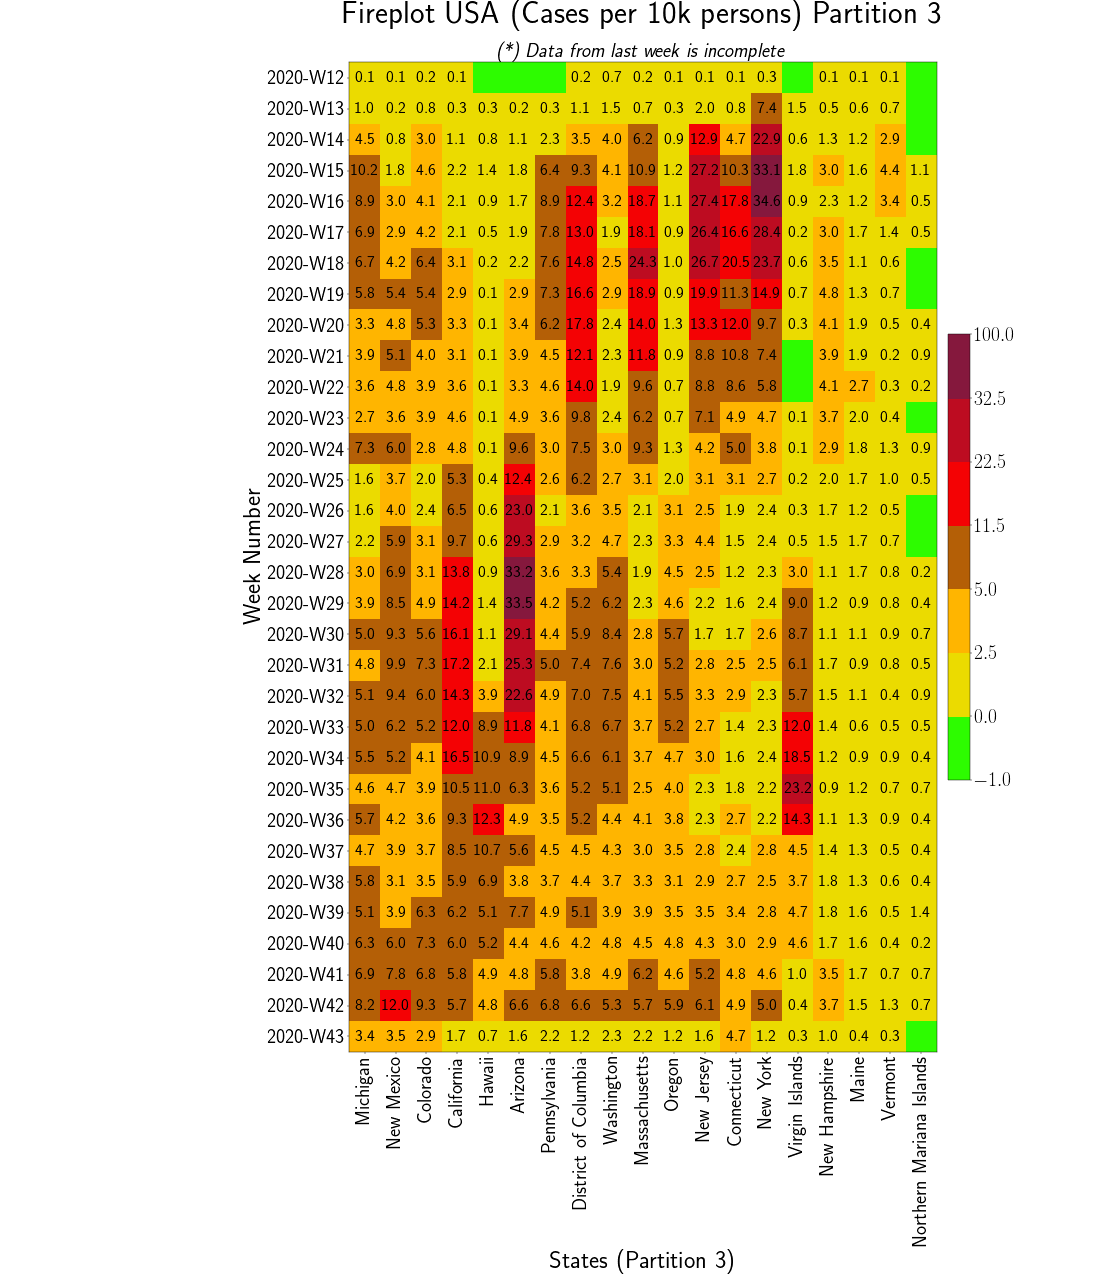 Fireplot USA (Cases per 10k persons) Partition 3
(*) Data from last week is incomplete
2020-W12 0.1 0.1 0.2 0.1 0.2 0.7 0.2 0.1 0.1 0.1 0.3 0.1 0.1 0.1
2020-W13 1.0 0.2 0.8 0.3 0.3 0.2 0.3 1.1 1.5 0.7 0.3 2.0 0.8 7.4 1.5 0.5 0.6 0.7
2020-W14 4.5 0.8 3.0 1.1 0.8 1.1 2.3 3.5 4.0 6.2 0.9 12.9 4.7 22.9 0.6 1.3 1.2 2.9
2020-W15 10.2 1.8 4.6 2.2 1.4 1.8 6.4 9.3 4.1 10.9 1.2 27.2 10.3 33.1 1.8 3.0 1.6 4.4 1.1
2020-W16 8.9 3.0 4.1 2.1 0.9 1.7 8.9 12.4 3.2 18.7 1.1 27.4 17.8 34.6 0.9 2.3 1.2 3.4 0.5
2020-W17 6.9 2.9 4.2 2.1 0.5 1.9 7.8 13.0 1.9 18.1 0.9 26.4 16.6 28.4 0.2 3.0 1.7 1.4 0.5
2020-W18 6.7 4.2 6.4 3.1 0.2 2.2 7.6 14.8 2.5 24.3 1.0 26.7 20.5 23.7 0.6 3.5 1.1 0.6
2020-W19 5.8 5.4 5.4 2.9 0.1 2.9 7.3 16.6 2.9 18.9 0.9 19.9 11.3 14.9 0.7 4.8 1.3 0.7
2020-W20 3.3 4.8 5.3 3.3 0.1 3.4 6.2 17.8 2.4 14.0 1.3 13.3 12.0 9.7 0.3 4.1 1.9 0.5 0.4
2020-W21 3.9 5.1 4.0 3.1 0.1 3.9 4.5 12.1 2.3 11.8 0.9 8.8 10.8 7.4 3.9 1.9 0.2 0.9
2020-W22 3.6 4.8 3.9 3.6 0.1 3.3 4.6 14.0 1.9 9.6 0.7 8.8 8.6 5.8 4.1 2.7 0.3 0.2
2020-W23 2.7 3.6 3.9 4.6 0.1 4.9 3.6 9.8 2.4 6.2 0.7 7.1 4.9 4.7 0.1 3.7 2.0 0.4
2020-W24 7.3 6.0 2.8 4.8 0.1 9.6 3.0 7.5 3.0 9.3 1.3 4.2 5.0 3.8 0.1 2.9 1.8 1.3 0.9
2020-W25 1.6 3.7 2.0 5.3 0.4 12.4 2.6 6.2 2.7 3.1 2.0 3.1 3.1 2.7 0.2 2.0 1.7 1.0 0.5
2020-W26 1.6 4.0 2.4 6.5 0.6 23.0 2.1 3.6 3.5 2.1 3.1 2.5 1.9 2.4 0.3 1.7 1.2 0.5
2020-W27 2.2 5.9 3.1 9.7 0.6 29.3 2.9 3.2 4.7 2.3 3.3 4.4 1.5 2.4 0.5 1.5 1.7 0.7
2020-W28 3.0 6.9 3.1 13.8 0.9 33.2 3.6 3.3 5.4 1.9 4.5 2.5 1.2 2.3 3.0 1.1 1.7 0.8 0.2
2020-W29 3.9 8.5 4.9 14.2 1.4 33.5 4.2 5.2 6.2 2.3 4.6 2.2 1.6 2.4 9.0 1.2 0.9 0.8 0.4
2020-W30 5.0 9.3 5.6 16.1 1.1 29.1 4.4 5.9 8.4 2.8 5.7 1.7 1.7 2.6 8.7 1.1 1.1 0.9 0.7
2020-W31 4.8 9.9 7.3 17.2 2.1 25.3 5.0 7.4 7.6 3.0 5.2 2.8 2.5 2.5 6.1 1.7 0.9 0.8 0.5
2020-W32 5.1 9.4 6.0 14.3 3.9 22.6 4.9 7.0 7.5 4.1 5.5 3.3 2.9 2.3 5.7 1.5 1.1 0.4 0.9
2020-W33 5.0 6.2 5.2 12.0 8.9 11.8 4.1 6.8 6.7 3.7 5.2 2.7 1.4 2.3 12.0 1.4 0.6 0.5 0.5
2020-W34 5.5 5.2 4.1 16.5 10.9 8.9 4.5 6.6 6.1 3.7 4.7 3.0 1.6 2.4 18.5 1.2 0.9 0.9 0.4
2020-W35 4.6 4.7 3.9 10.5 11.0 6.3 3.6 5.2 5.1 2.5 4.0 2.3 1.8 2.2 23.2 0.9 1.2 0.7 0.7
2020-W36 5.7 4.2 3.6 9.3 12.3 4.9 3.5 5.2 4.4 4.1 3.8 2.3 2.7 2.2 14.3 1.1 1.3 0.9 0.4
2020-W37 4.7 3.9 3.7 8.5 10.7 5.6 4.5 4.5 4.3 3.0 3.5 2.8 2.4 2.8 4.5 1.4 1.3 0.5 0.4
2020-W38 5.8 3.1 3.5 5.9 6.9 3.8 3.7 4.4 3.7 3.3 3.1 2.9 2.7 2.5 3.7 1.8 1.3 0.6 0.4
2020-W39 5.1 3.9 6.3 6.2 5.1 7.7 4.9 5.1 3.9 3.9 3.5 3.5 3.4 2.8 4.7 1.8 1.6 0.5 1.4
2020-W40 6.3 6.0 7.3 6.0 5.2 4.4 4.6 4.2 4.8 4.5 4.8 4.3 3.0 2.9 4.6 1.7 1.6 0.4 0.2
2020-W41 6.9 7.8 6.8 5.8 4.9 4.8 5.8 3.8 4.9 6.2 4.6 5.2 4.8 4.6 1.0 3.5 1.7 0.7 0.7
2020-W42 8.2 12.0 9.3 5.7 4.8 6.6 6.8 6.6 5.3 5.7 5.9 6.1 4.9 5.0 0.4 3.7 1.5 1.3 0.7
2020-W43 3.4 3.5 2.9 1.7 0.7 1.6 2.2 1.2 2.3 2.2 1.2 1.6 4.7 1.2 0.3 1.0 0.4 0.3
Week Number
Michigan
New Mexico
Colorado
California
Hawaii
Arizona
Pennsylvania
District of Columbia
Washington
Massachusetts
Oregon
New Jersey
Connecticut
New York
Virgin Islands
New Hampshire
Maine
Vermont
Northern Mariana Islands
States (Partition 3)
100.0
32.5
22.5
11.5
5.0
2.5
0.0
−1.0